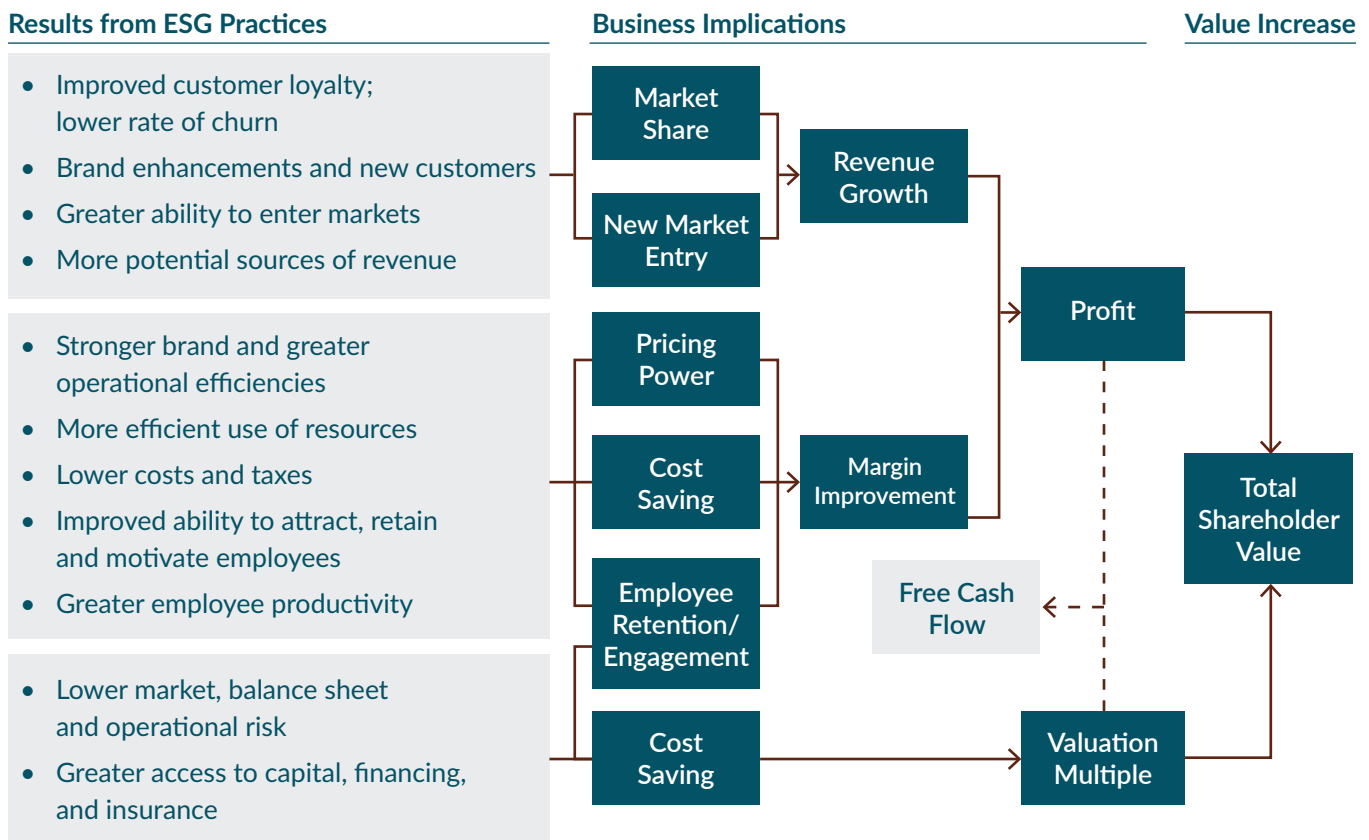 Results from ESG Practices
Business Implications
Value Increase
• Improved customer loyalty;
lower rate of churn
• Brand enhancements and new customers
• Greater ability to enter markets
• More potential sources of revenue
Market
Share
New Market
Entry
Revenue
Growth
• Stronger brand and greater
operational efficiencies
• More efficient use of resources
• Lower costs and taxes
• Improved ability to attract, retain
and motivate employees
• Greater employee productivity
Pricing
Power
Cost
Saving
Employee
Retention/
Engagement
Margin
Improvement
Profit
Free Cash
Flow
Total
Shareholder
Value
• Lower market, balance sheet
and operational risk
• Greater access to capital, financing,
and insurance
Cost
Saving
Valuation
Multiple